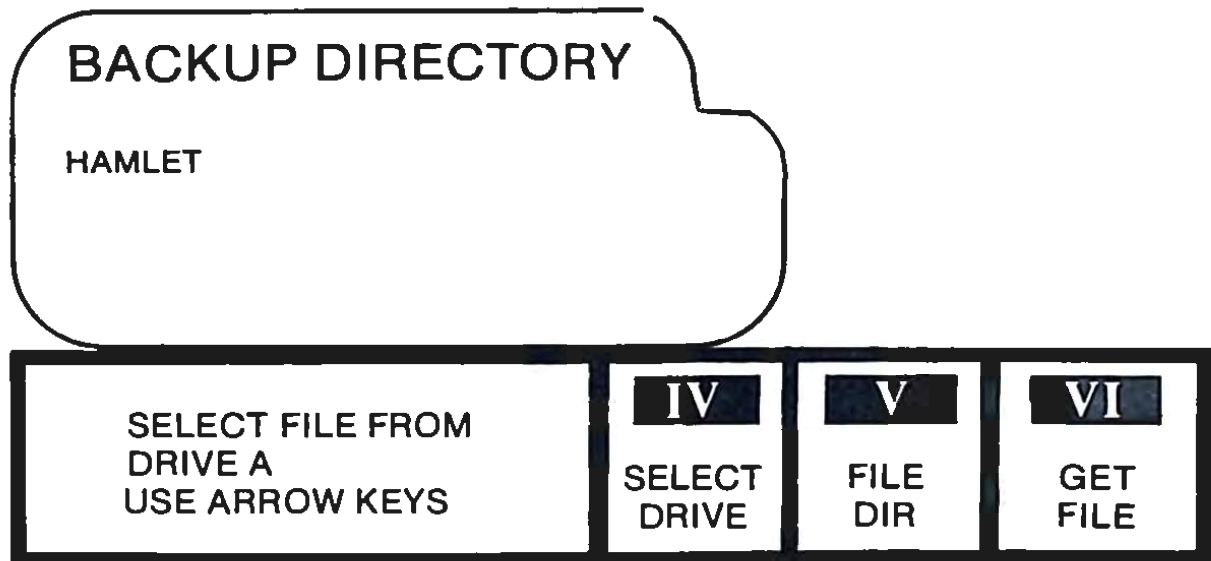 BACKUP DIRECTORY
HAMLET
SELECT FILE FROM
DRIVE A
USE ARROW KEYS
IV
SELECT
DRIVE
V
FILE
DIR
VI
GET
FILE